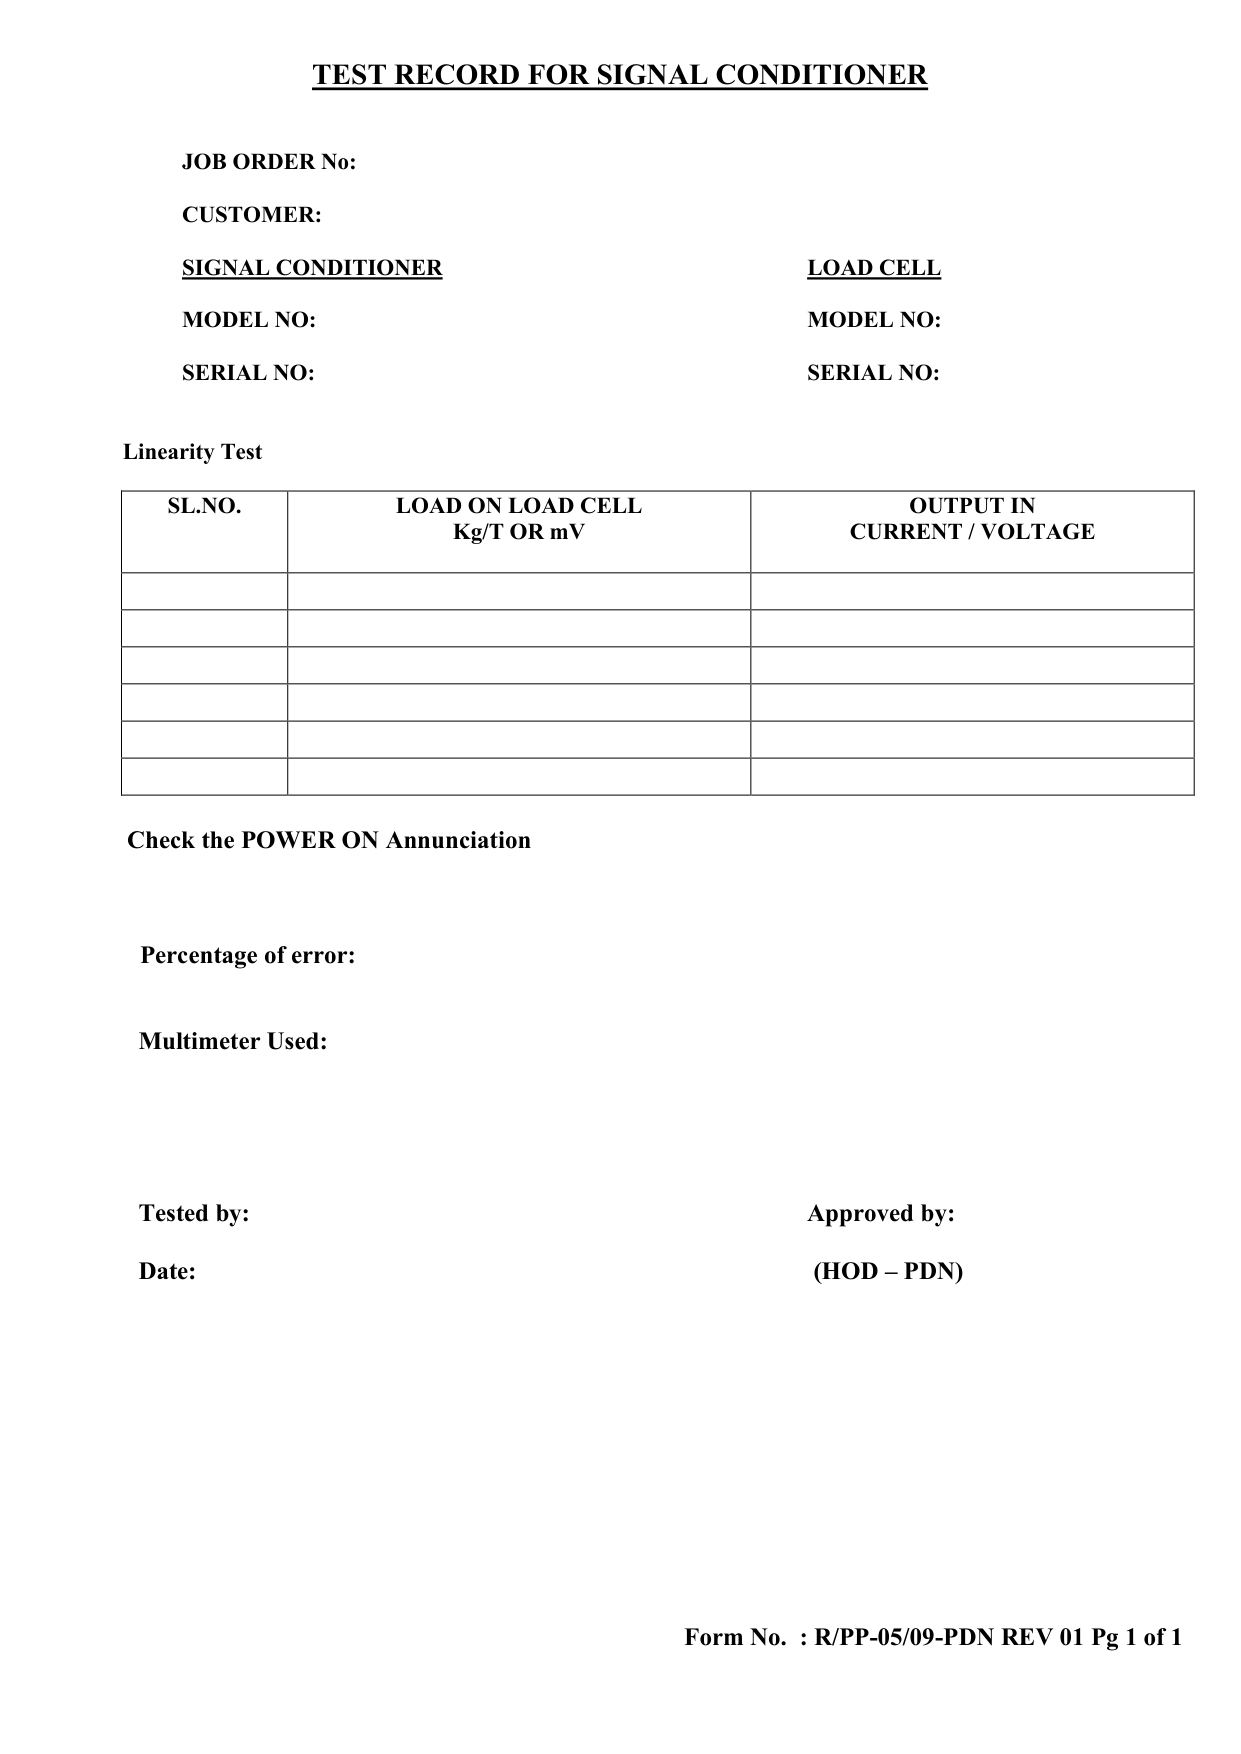 TEST RECORD FOR SIGNAL CONDITIONER
JOB ORDER No:
CUSTOMER:
SIGNAL CONDITIONER LOAD CELL
MODEL NO: MODEL NO:
SERIAL NO: SERIAL NO:
Linearity Test
SL.NO. LOAD ON LOAD CELL OUTPUT IN
Kg/T OR mV CURRENT / VOLTAGE
Check the POWER ON Annunciation
Percentage of error:
Multimeter Used:
Tested by: Approved by:
Date: (HOD – PDN)
Form No. : R/PP-05/09-PDN REV 01 Pg 1 of 1